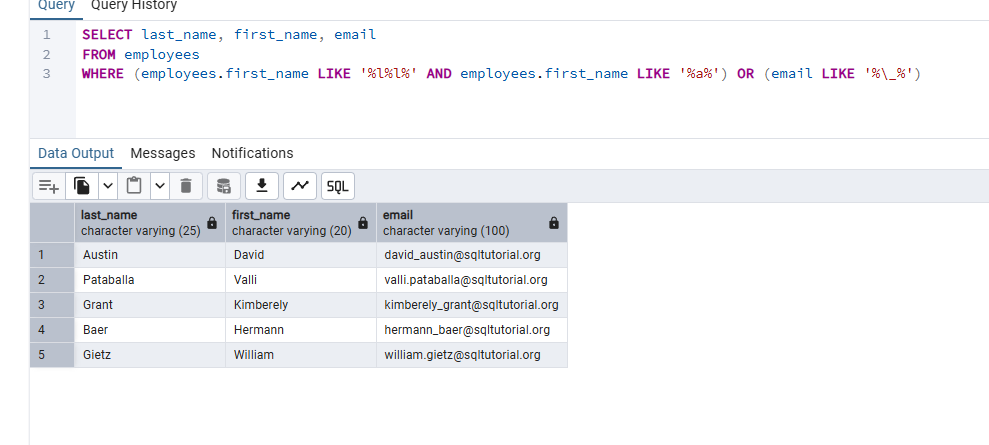 Query Query History
1 SELECT last_name, first_name, email
2 FROM employees
3 WHERE (employees.first_name LIKE '%l%l%' AND employees.first_name LIKE '%a%') OR (email LIKE '%\_%')
Data Output Messages Notifications
SQL
last_name first_name email
character varying (25) character varying (20) character varying (100)
1 Austin David david_austin@sqltutorial.org
2 Pataballa Valli valli.pataballa@sqltutorial.org
3 Grant Kimberely kimberely_grant@sqltutorial.org
4 Baer Hermann hermann_baer@sqltutorial.org
5 Gietz William william.gietz@sqltutorial.org